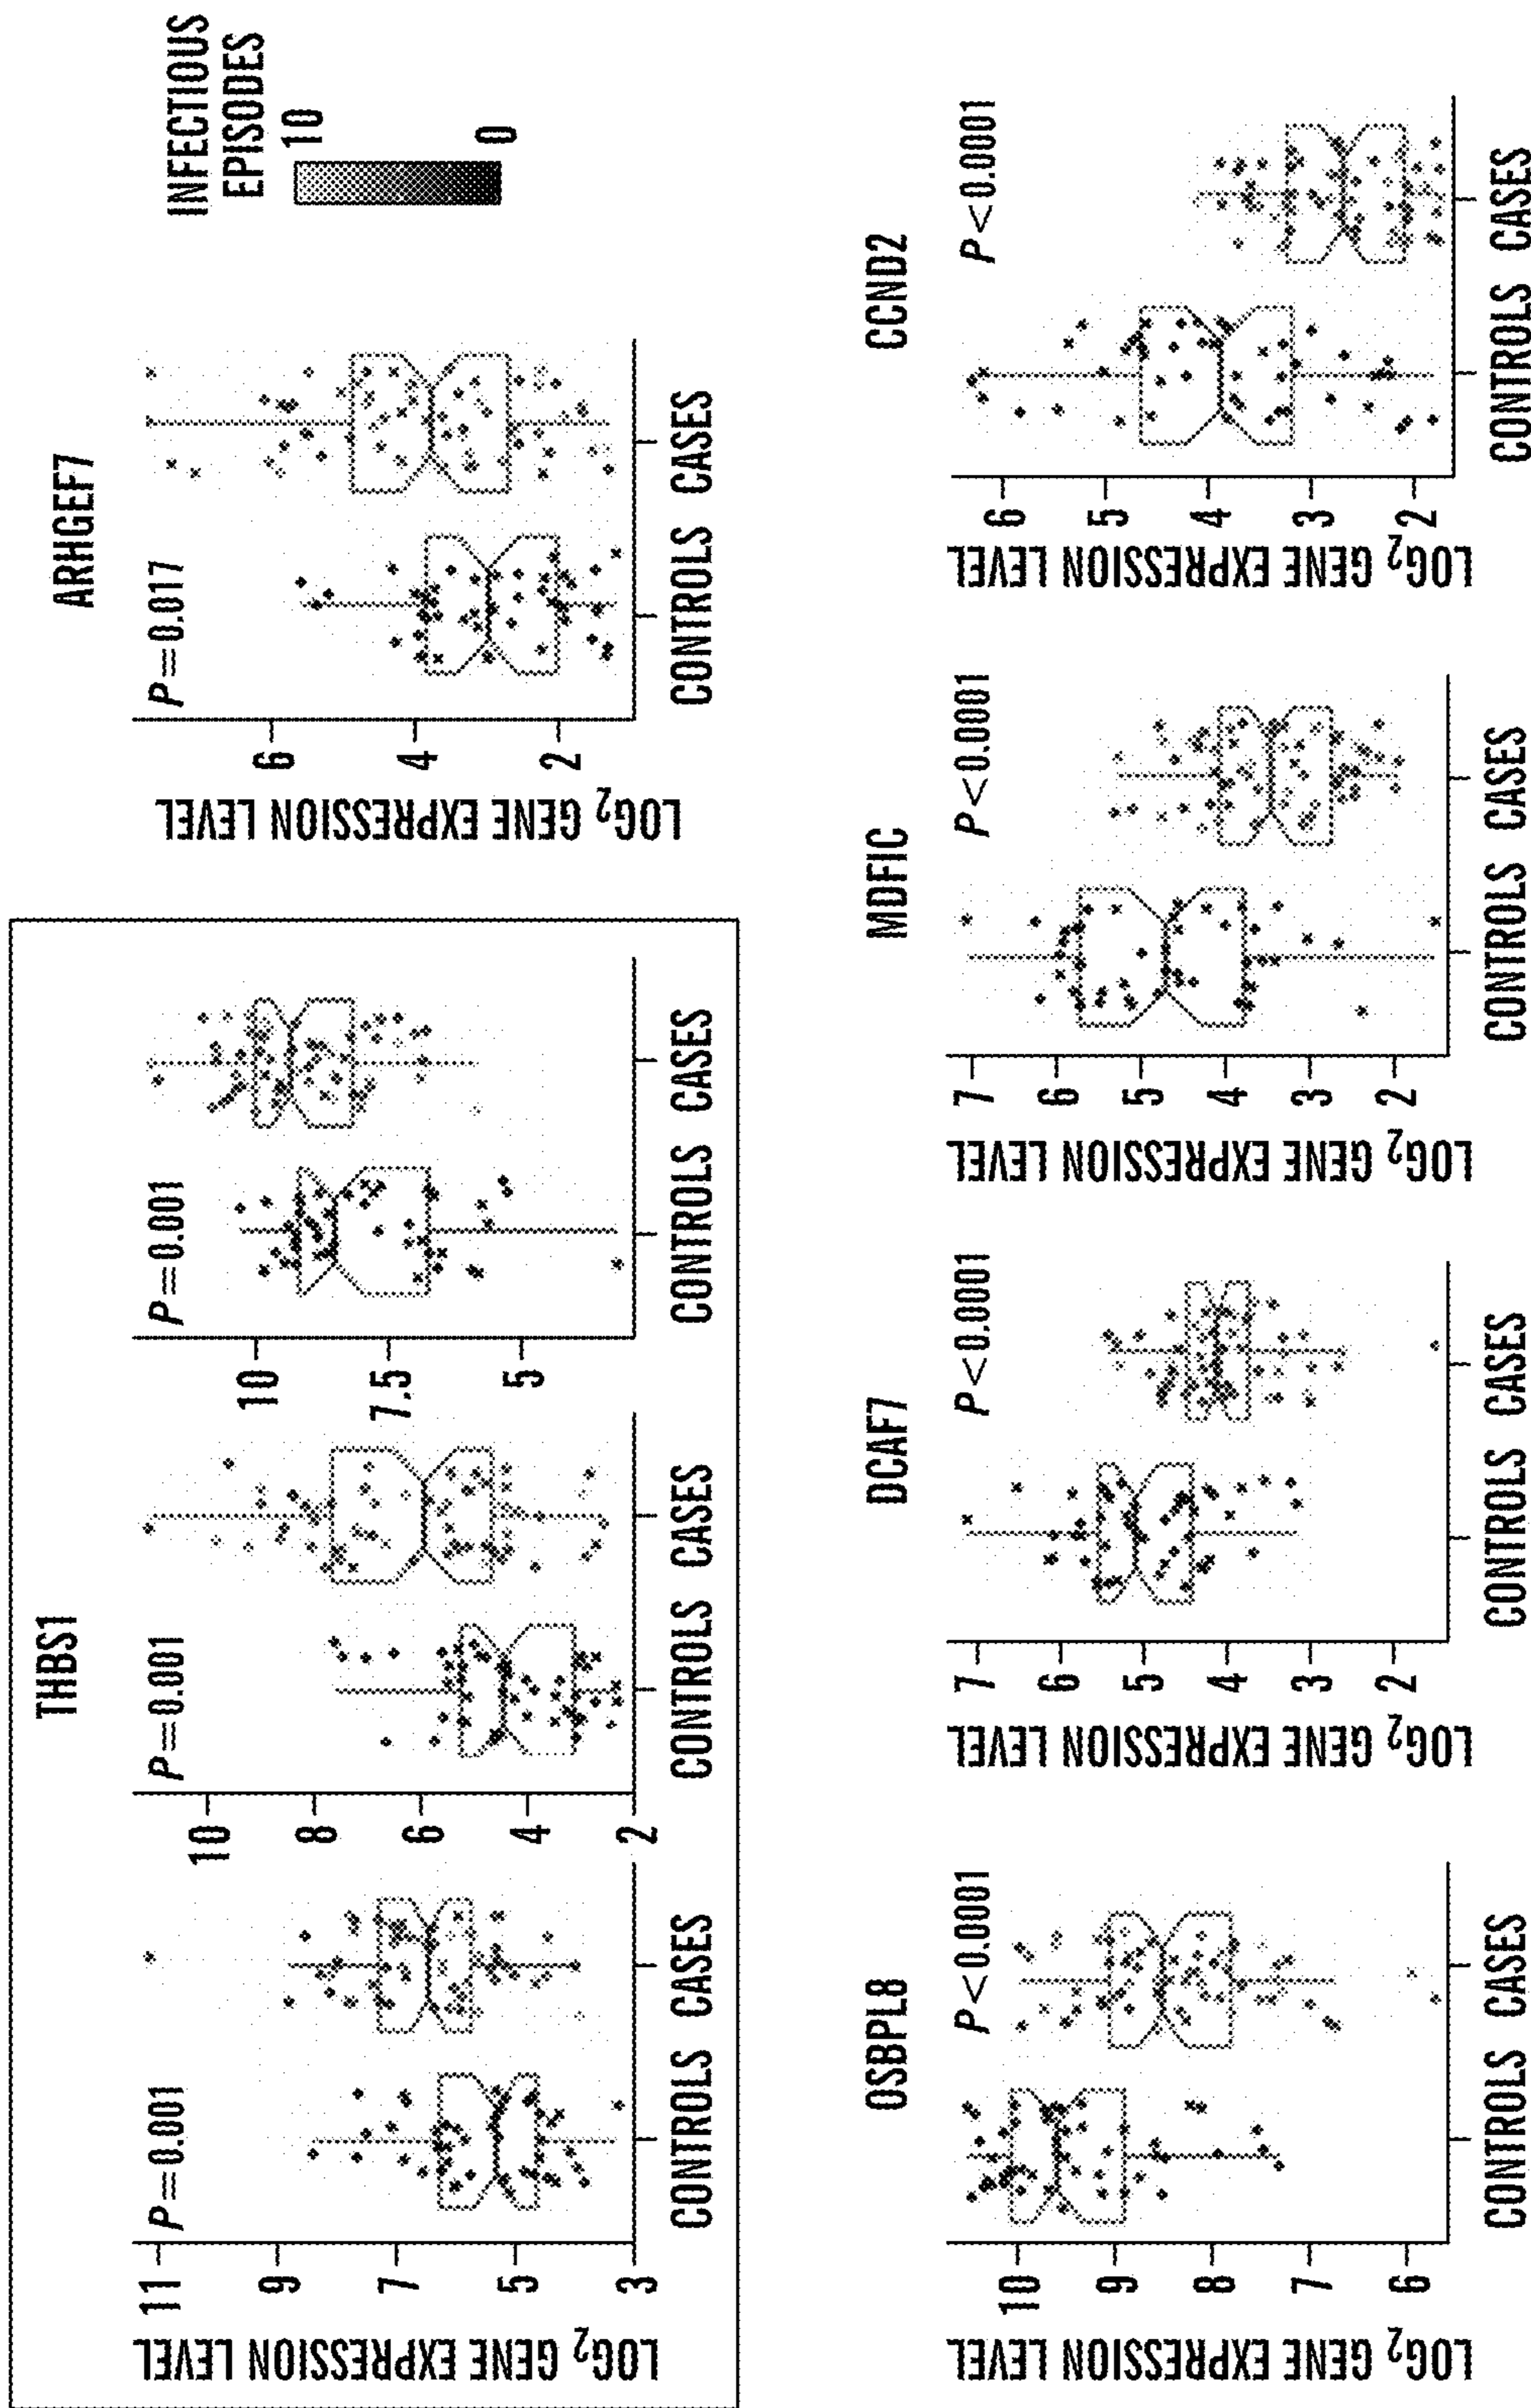 THBS1
LOG2 GENE EXPRESSION LEVEL
11
9
7
5
3
P=0.001
CONTROLS CASES
10
8
6
4
2
P=0.001
CONTROLS CASES
10
7.5
5
P=0.001
CONTROLS CASES
ARHGEF7
LOG2 GENE EXPRESSION LEVEL
6
4
2
P=0.017
CONTROLS CASES
INFECTIOUS
EPISODES
10
0
OSBPL8
LOG2 GENE EXPRESSION LEVEL
10
9
8
7
6
P<0.0001
CONTROLS CASES
DCAF7
LOG2 GENE EXPRESSION LEVEL
7
6
5
4
3
2
P<0.0001
CONTROLS CASES
MDFIC
LOG2 GENE EXPRESSION LEVEL
7
6
5
4
3
2
P<0.0001
CONTROLS CASES
CCND2
LOG2 GENE EXPRESSION LEVEL
6
5
4
3
2
P<0.0001
CONTROLS CASES